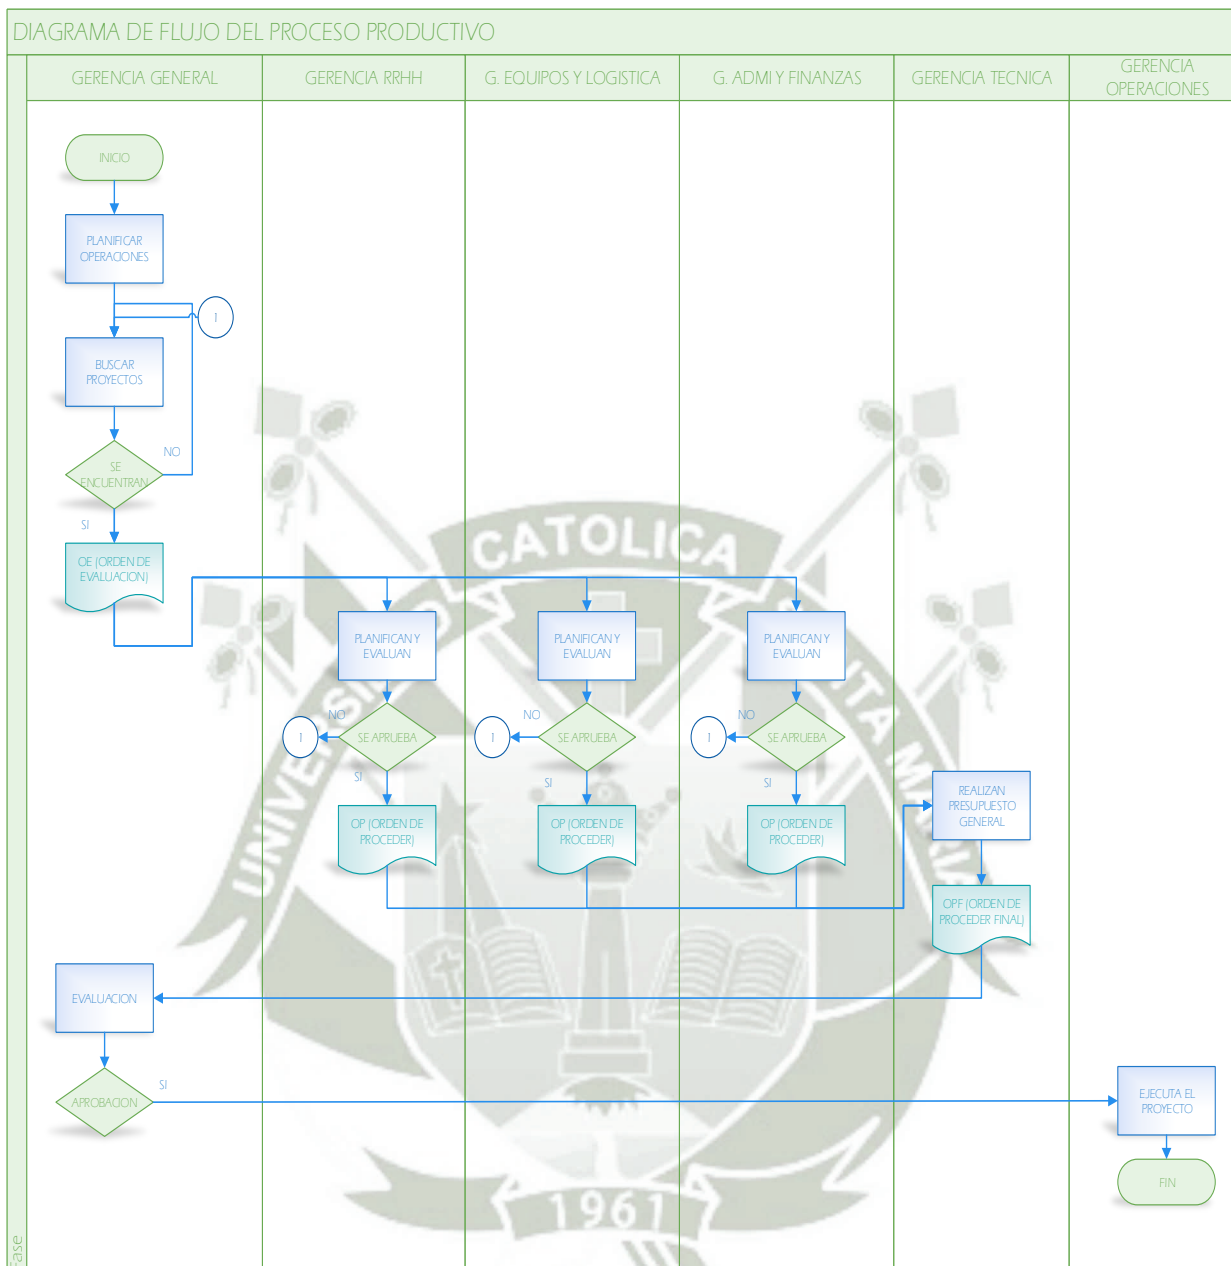 DIAGRAMA DE FLUJO DEL PROCESO PRODUCTIVO
GERENCIA GENERAL
GERENCIA RRHH
G. EQUIPOS Y LOGISTICA
G. ADMI Y FINANZAS
GERENCIA TECNICA
GERENCIA
OPERACIONES
INICIO
PLANIFICAR
OPERACIONES
1
BUSCAR
PROYECTOS
SE
ENCUENTRAN
NO
SI
OE (ORDEN DE
EVALUACION)
PLANIFICAN Y
EVALUAN
PLANIFICAN Y
EVALUAN
PLANIFICAN Y
EVALUAN
1
NO
SE APRUEBA
1
NO
SE APRUEBA
1
NO
SE APRUEBA
SI
SI
SI
OP (ORDEN DE
PROCEDER)
OP (ORDEN DE
PROCEDER)
OP (ORDEN DE
PROCEDER)
REALIZAN
PRESUPUESTO
GENERAL
OPF (ORDEN DE
PROCEDER FINAL)
EVALUACION
APROBACION
SI
EJECUTA EL
PROYECTO
FIN
Fase
CATOLICA
1961